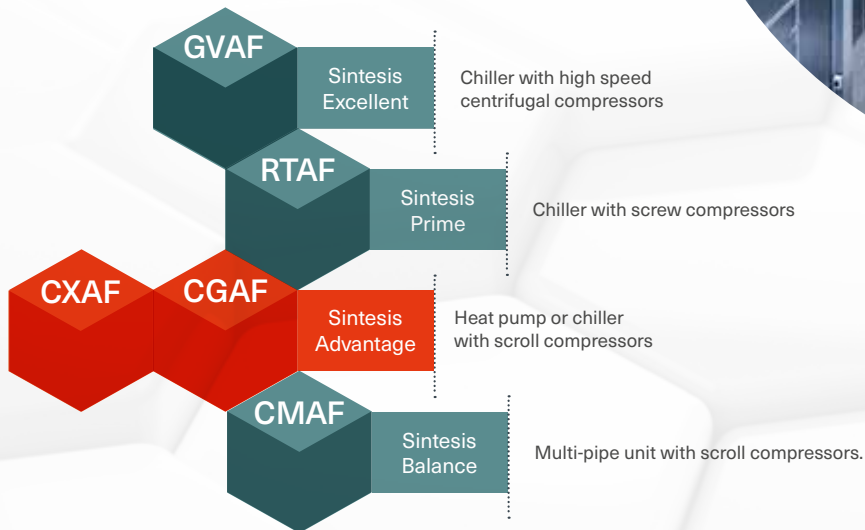 GVAF
Sintesis
Excellent
Chiller with high speed
centrifugal compressors
RTAF
Sintesis
Prime
Chiller with screw compressors
CXAF
CGAF
Sintesis
Advantage
Heat pump or chiller
with scroll compressors
CMAF
Sintesis
Balance
Multi-pipe unit with scroll compressors.